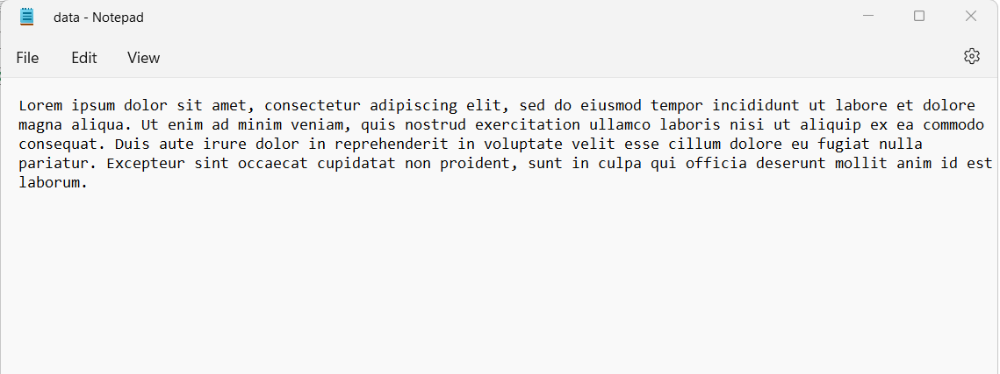 data - Notepad
File Edit View
Lorem ipsum dolor sit amet, consectetur adipiscing elit, sed do eiusmod tempor incididunt ut labore et dolore
magna aliqua. Ut enim ad minim veniam, quis nostrud exercitation ullamco laboris nisi ut aliquip ex ea commodo
consequat. Duis aute irure dolor in reprehenderit in voluptate velit esse cillum dolore eu fugiat nulla
pariatur. Excepteur sint occaecat cupidatat non proident, sunt in culpa qui officia deserunt mollit anim id est
laborum.